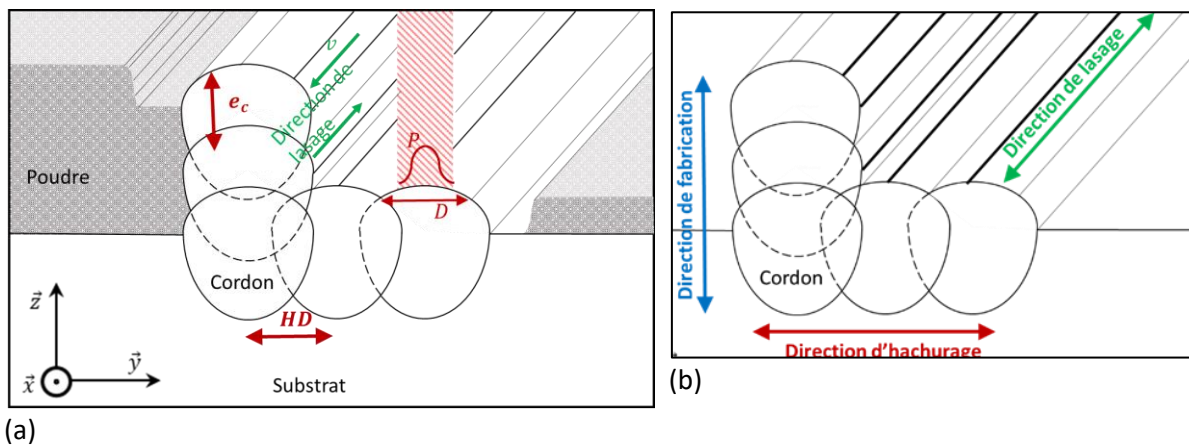 e_c
υ
Direction de
lasage
P
Poudre
D
Cordon
HD
z⃗
x⃗
y⃗
Substrat
(a)
Direction de fabrication
Direction de lasage
Cordon
Direction d'hachurage
(b)